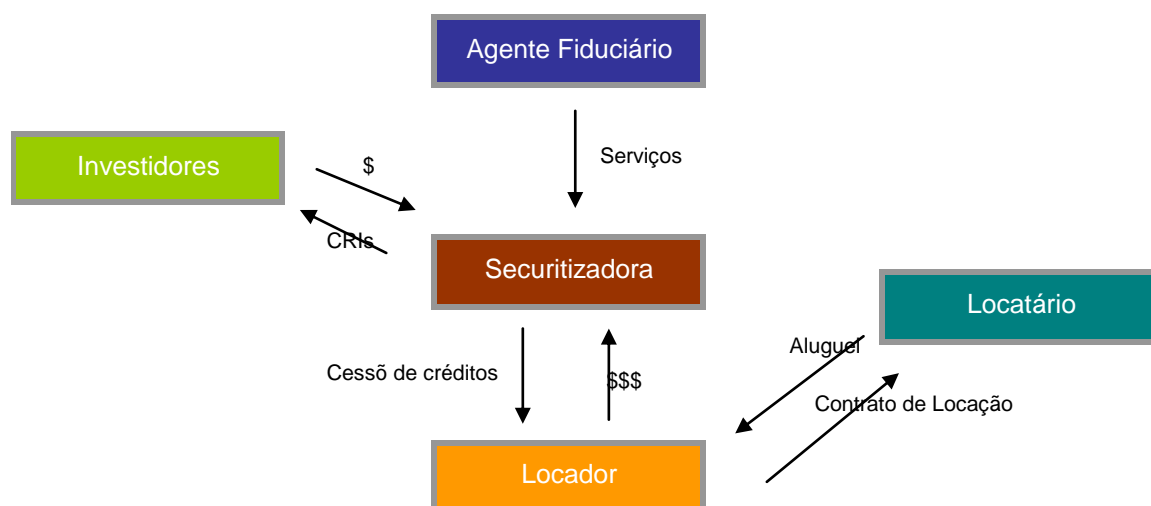 Agente Fiduciário
Investidores
$
Serviços
CRIs
Securitizadora
Locatário
Aluguel
Cessõ de créditos
$$$
Contrato de Locação
Locador